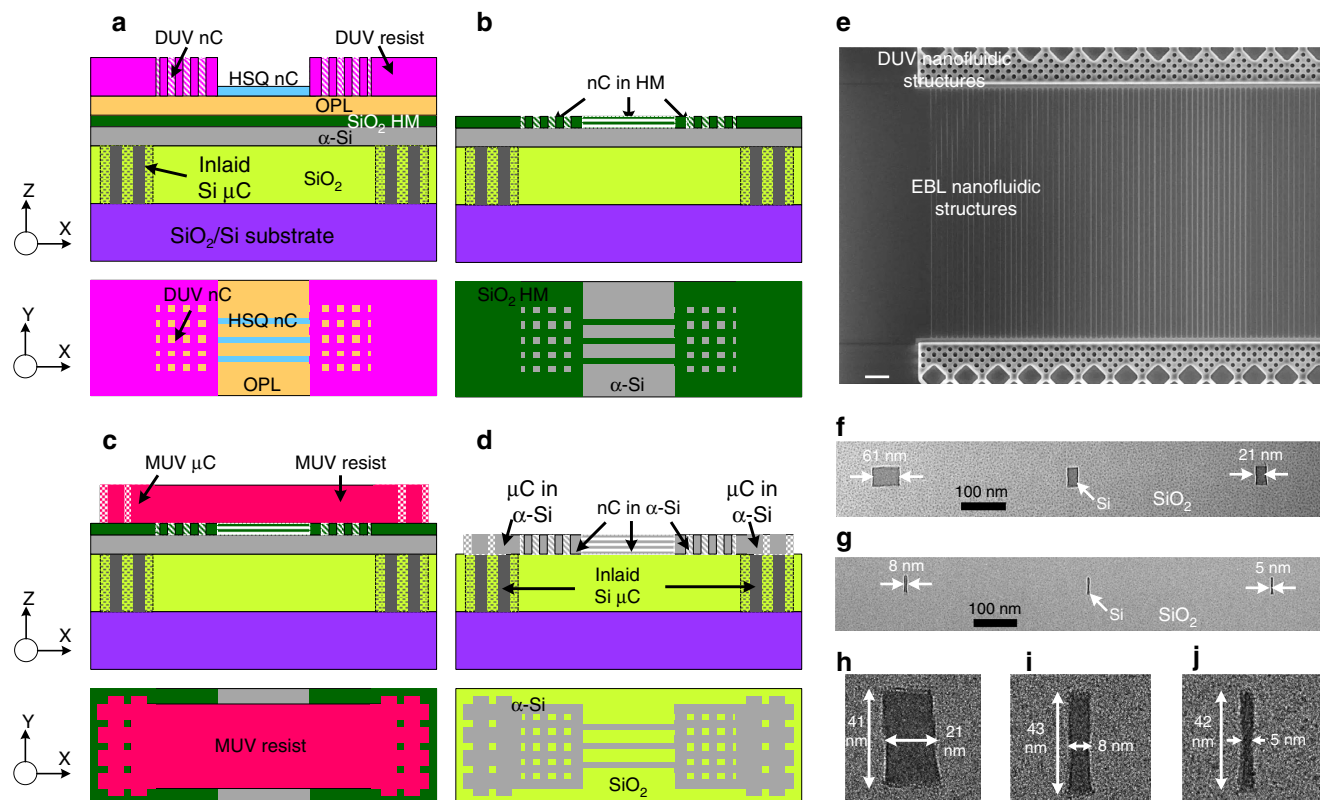 a
DUV nC
DUV resist
HSQ nC
OPL
SiO2 HM
α-Si
Inlaid
Si μC
SiO2
SiO2/Si substrate
Z
X
DUV nC
HSQ nC
OPL
Y
X
b
nC in HM
SiO2 HM
α-Si
c
MUV μC
MUV resist
Z
X
MUV resist
Y
X
d
μC in
α-Si
nC in α-Si
μC in
α-Si
Inlaid
Si μC
α-Si
SiO2
e
DUV nanofluidic
structures
EBL nanofluidic
structures
f
61 nm
21 nm
Si
SiO2
100 nm
g
8 nm
5 nm
Si
SiO2
100 nm
h
41
nm
21
nm
i
43
nm
8 nm
j
42
nm
5 nm